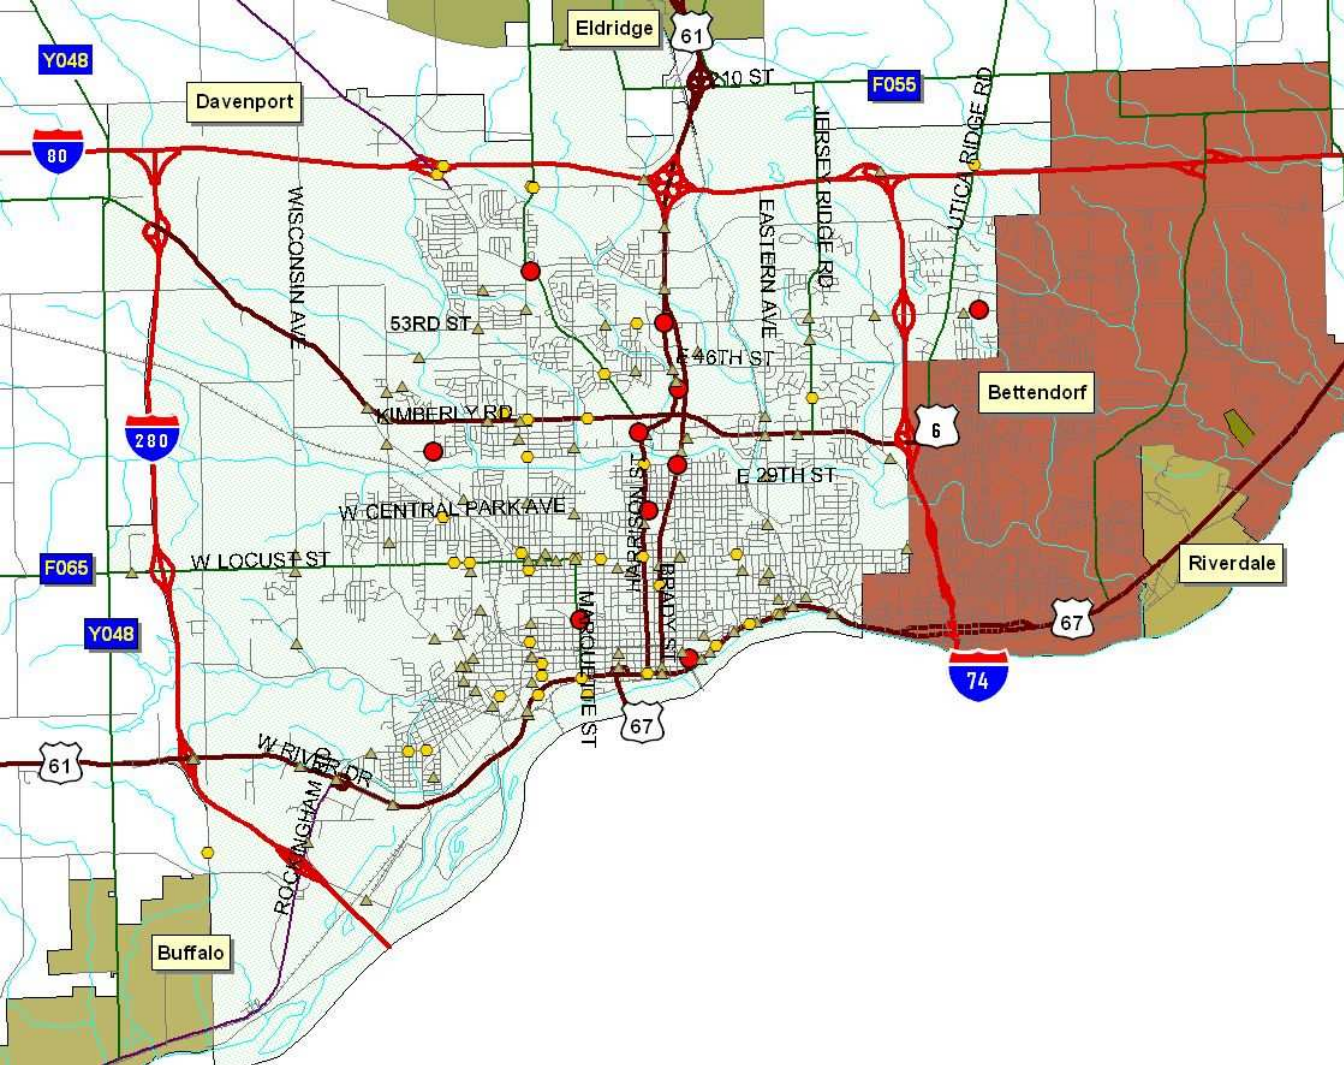 Eldridge
61
Y048
210 ST
F055
Davenport
UTICA RIDGE RD
JERSEY RIDGE RD
80
WISCONSIN AVE
EASTERN AVE
53RD ST
E 46TH ST
Bettendorf
KIMBERLY RD
6
280
E 29TH ST
HARRISON ST
W CENTRAL PARK AVE
W LOCUST ST
F065
Riverdale
BRADY ST
MARQUETTE ST
Y048
67
74
67
61
W RIVER DR
ROCKINGHAM RD
Buffalo